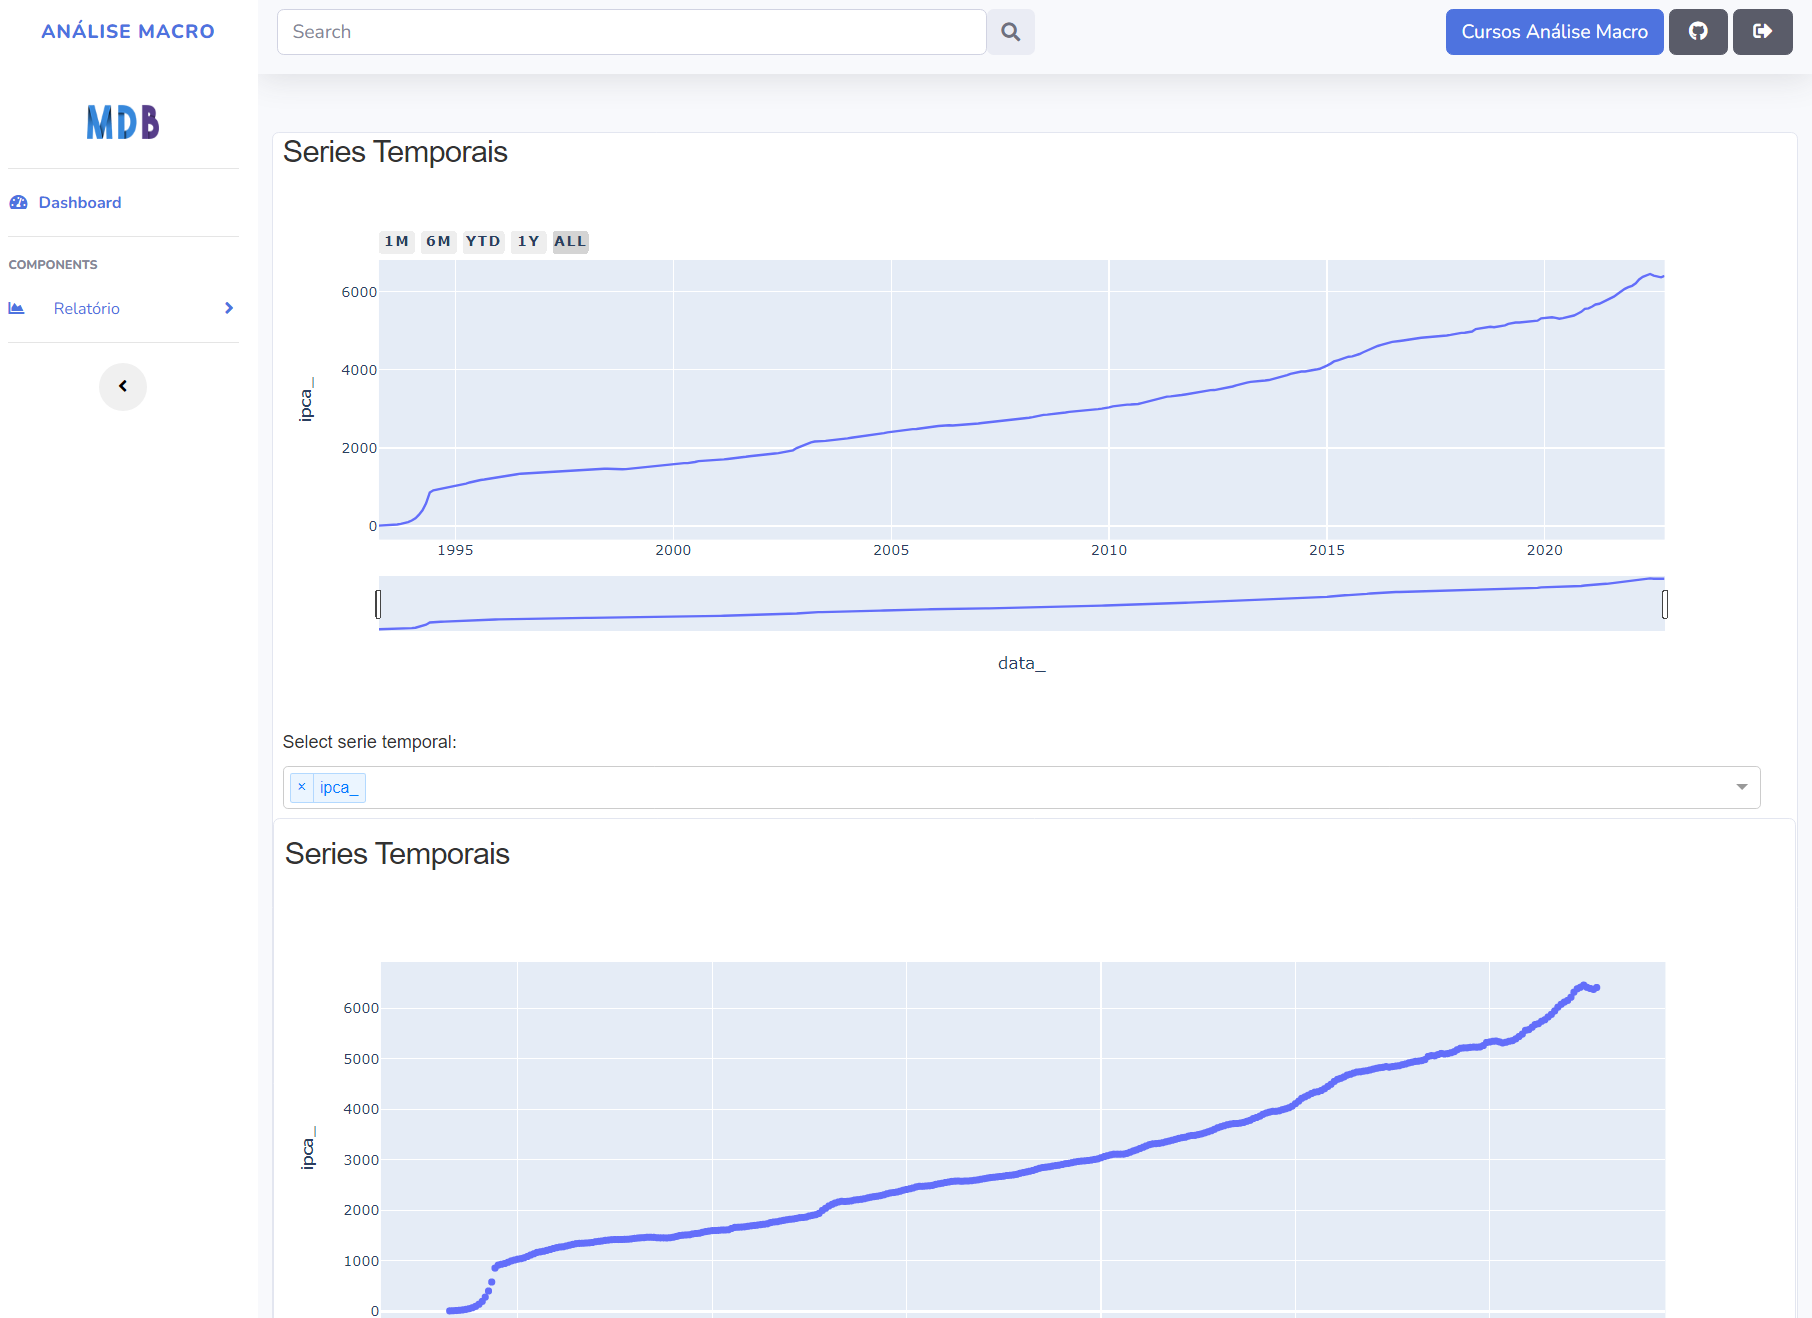 ANÁLISE MACRO
Search
Cursos Análise Macro
MDB
Dashboard
COMPONENTS
Relatório
Series Temporais
1M 6M YTD 1Y ALL
6000
4000
2000
0
ipca_
1995 2000 2005 2010 2015 2020
data_
Select serie temporal:
× ipca_
Series Temporais
6000
5000
4000
3000
2000
1000
0
ipca_